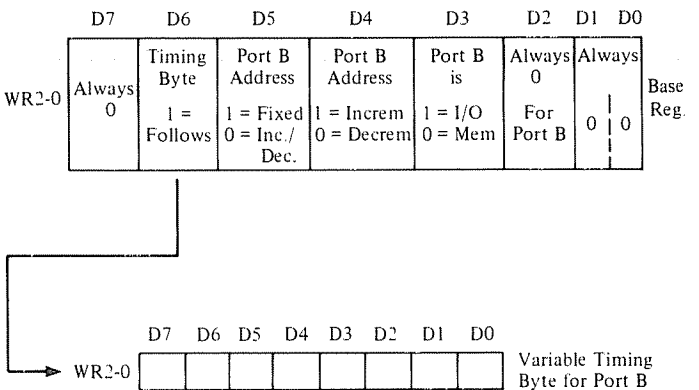 D7 D6 D5 D4 D3 D2 D1 D0
WR2-0
Always
0
Timing
Byte
1 =
Follows
Port B
Address
1 = Fixed
0 = Inc./
Dec.
Port B
Address
1 = Increm
0 = Decrem
Port B
is
1 = I/O
0 = Mem
Always
0
For
Port B
Always
0 0
Base
Reg.
D7 D6 D5 D4 D3 D2 D1 D0
WR2-0
Variable Timing
Byte for Port B